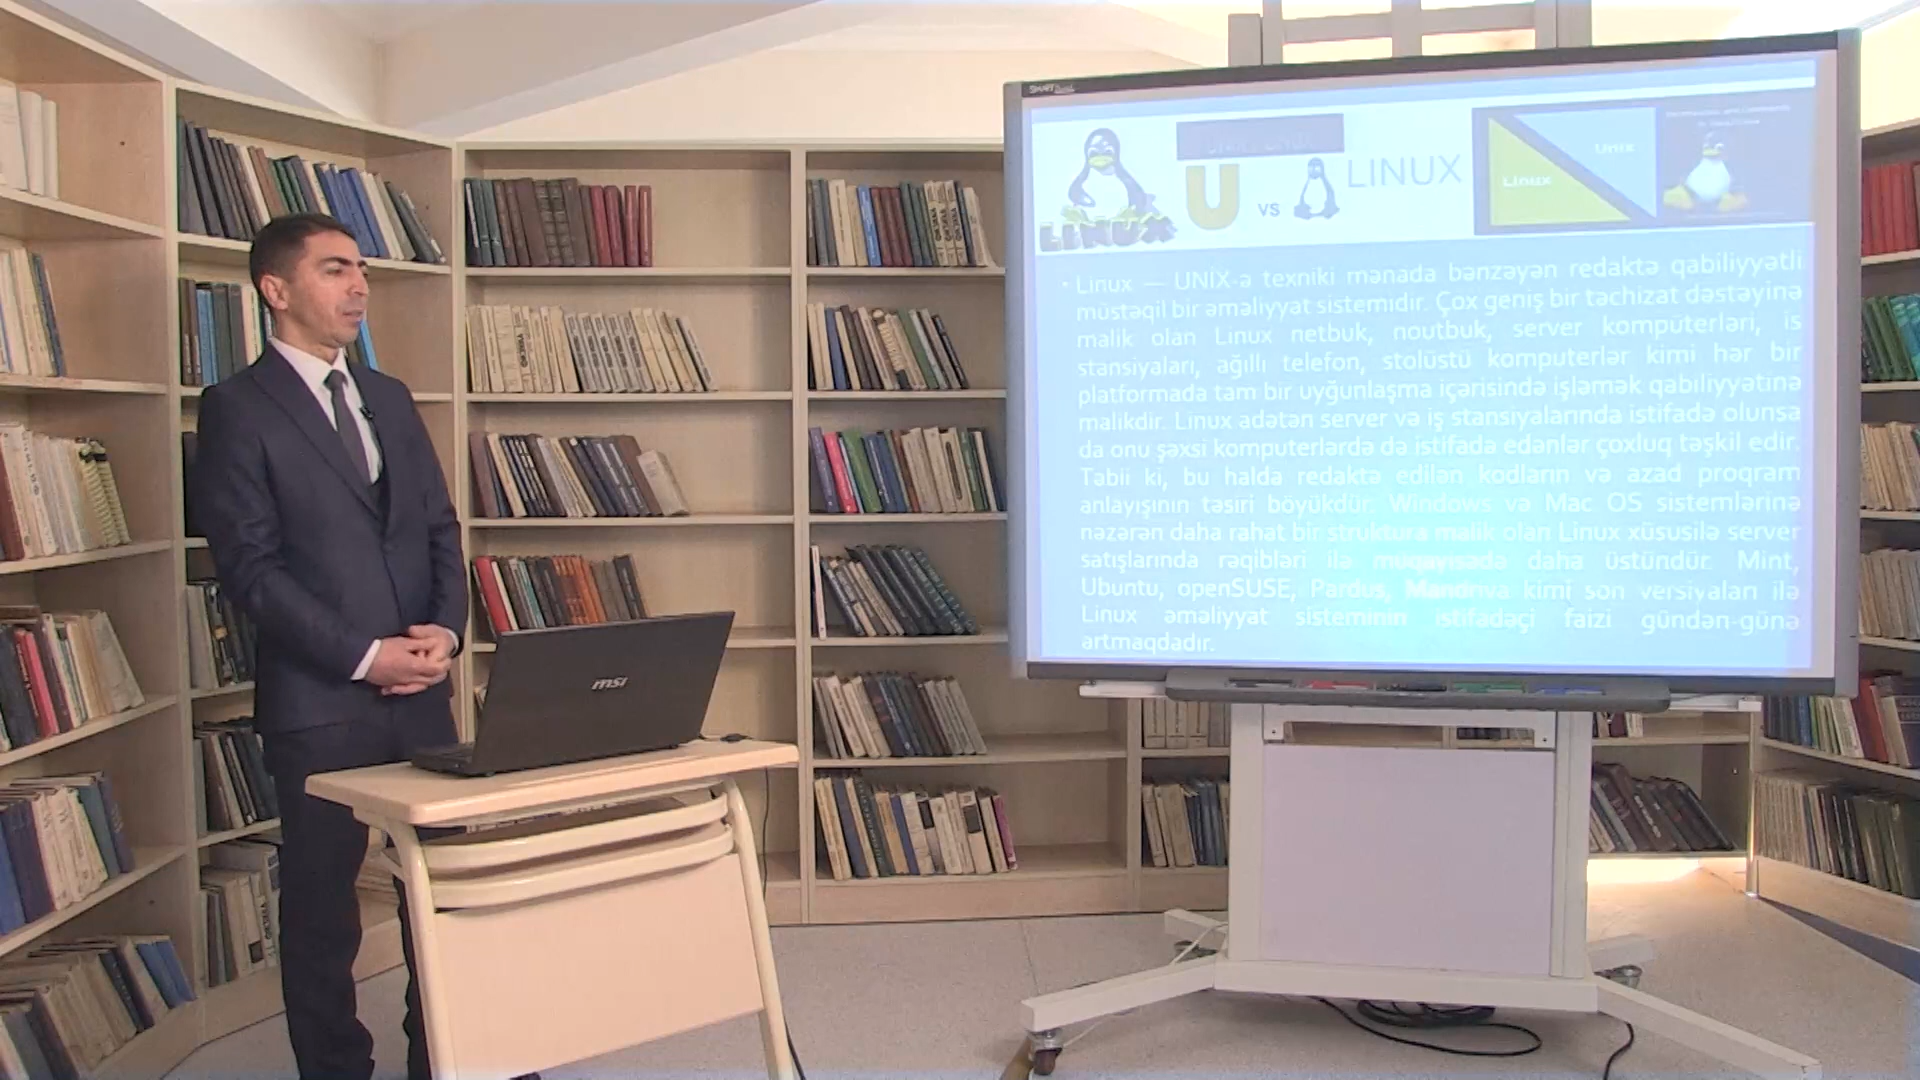 SMART Board
LINUX
U vs LINUX
Linux
Unix
Linux — UNIX-ə texniki mənada bənzəyən redaktə qabiliyyətli
müstəqil bir əməliyyat sistemidir. Çox geniş bir təchizat dəstəyinə
malik olan Linux netbuk, noutbuk, server kompüterləri, is
stansiyaları, ağıllı telefon, stolüstü komputerlər kimi hər bir
platformada tam bir uyğunlaşma içərisində işləmək qabiliyyətinə
malikdir. Linux adətən server və iş stansiyalarında istifadə olunsa
da onu şəxsi komputerlərdə də istifadə edənlər çoxluq təşkil edir.
Təbii ki, bu halda redaktə edilən kodların və azad proqram
anlayışının təsiri böyükdür. Windows və Mac OS sistemlərinə
nəzərən daha rahat bir struktura malik olan Linux xüsusilə server
satışlarında rəqibləri ilə müqayisədə daha üstündür. Mint,
Ubuntu, openSUSE, Pardus, Mandriva kimi son versiyaları ilə
Linux əməliyyat sisteminin istifadəçi faizi gündən-günə
artmaqdadır.
msi